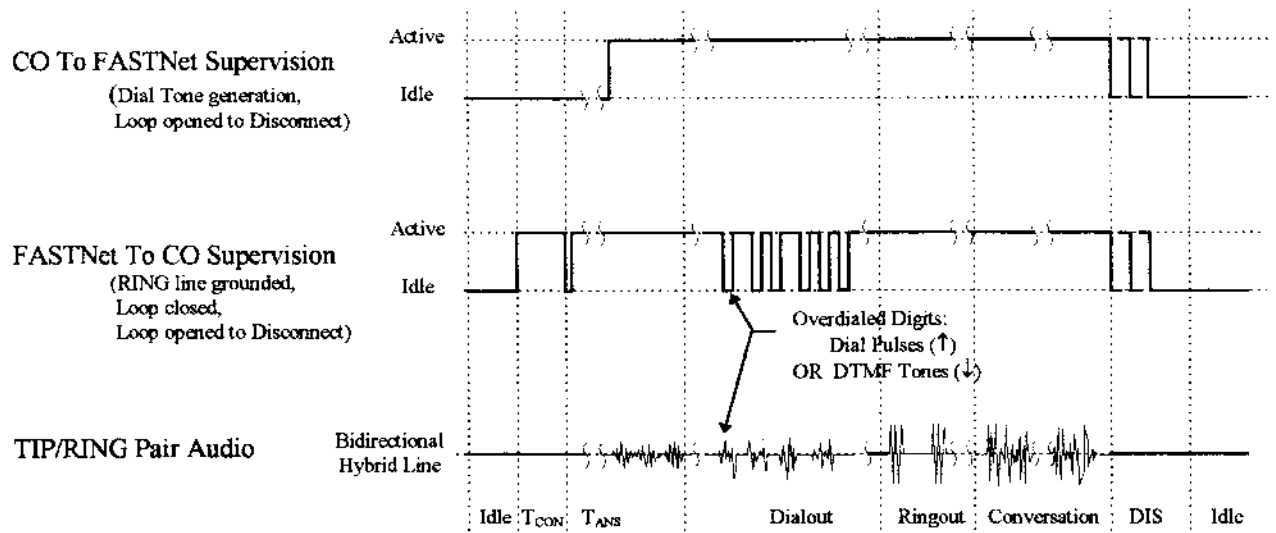 Active
CO To FASTNet Supervision
(Dial Tone generation,
Loop opened to Disconnect)
Idle
Active
FASTNet To CO Supervision
(RING line grounded,
Loop closed,
Loop opened to Disconnect)
Idle
Overdialed Digits:
Dial Pulses (↑)
OR DTMF Tones (↓)
TIP/RING Pair Audio
Bidirectional
Hybrid Line
Idle TCON TANS Dialout Ringout Conversation DIS Idle